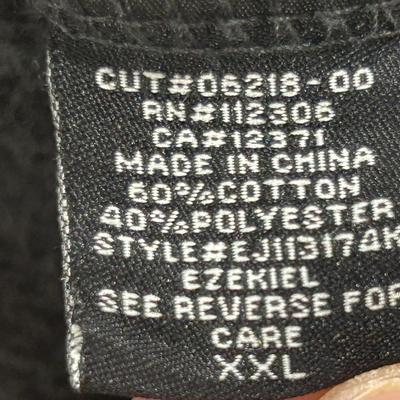 CUT#06218-00
RN#112306
CA#12371
MADE IN CHINA
60%COTTON
40%POLYESTER
STYLE#EJ113174K
EZEKIEL
SEE REVERSE FOR
CARE
XXL